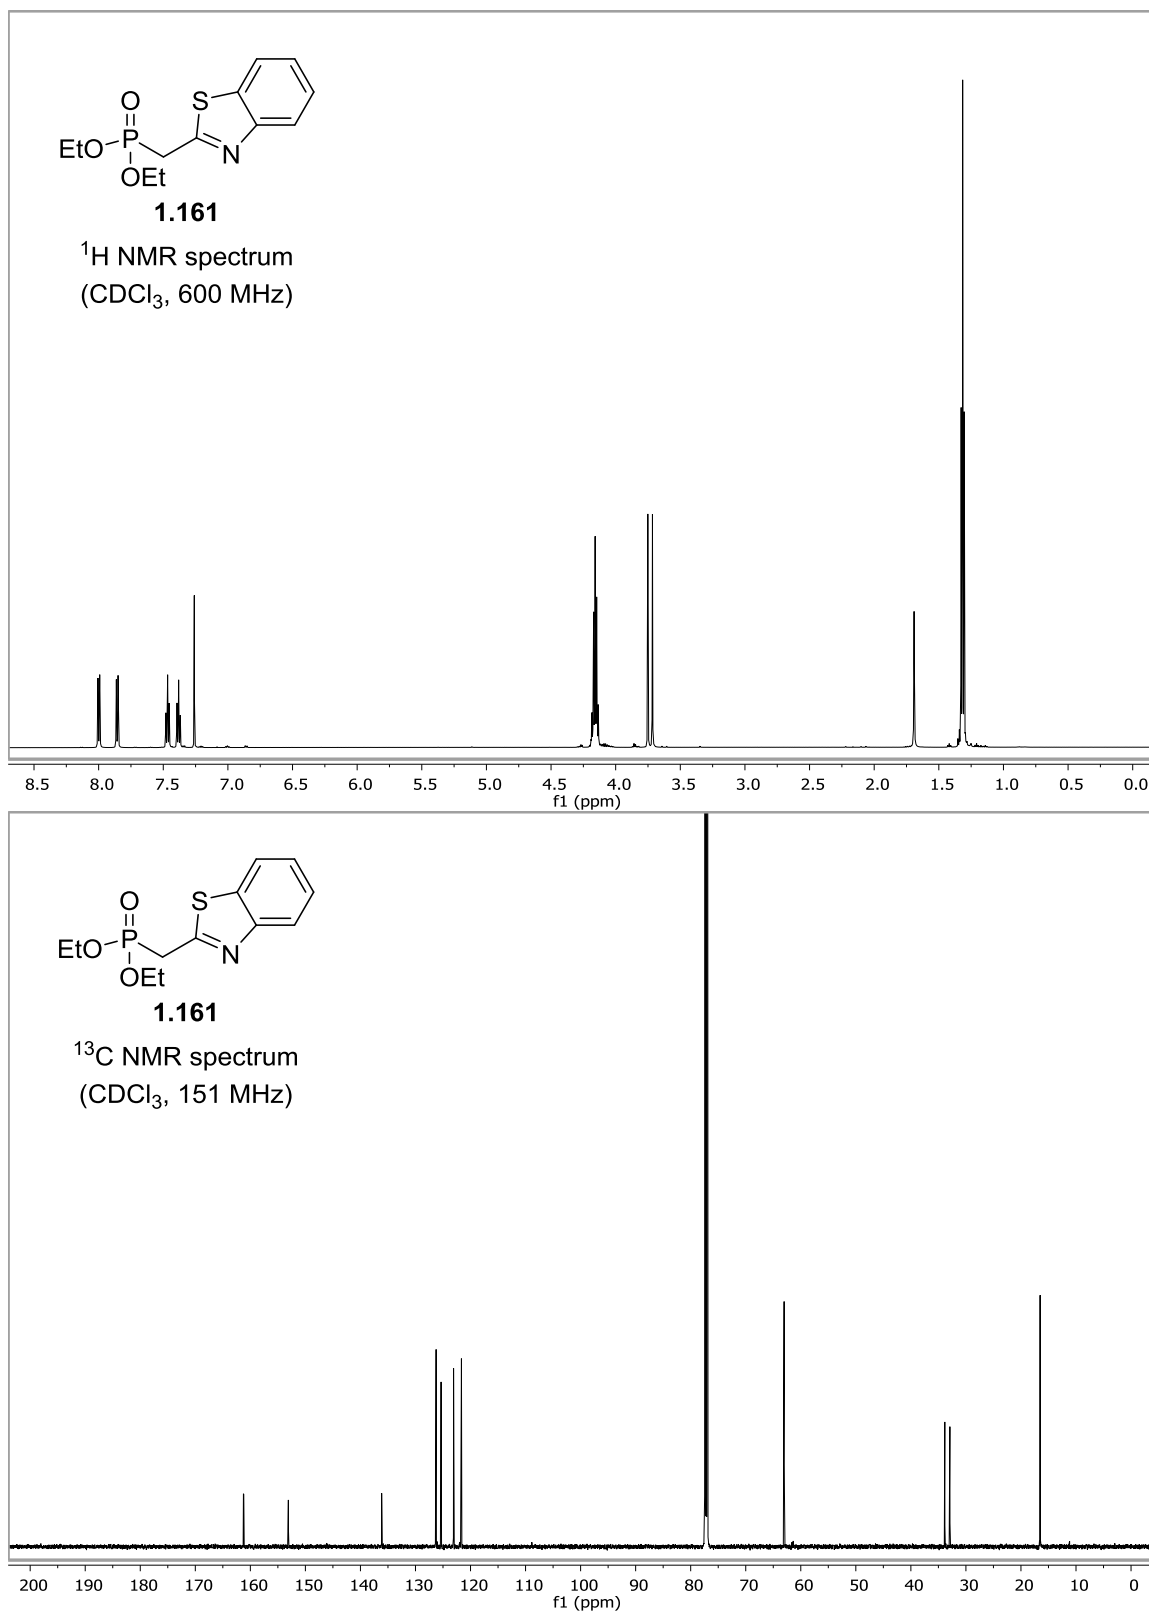 O
S
EtO
P
N
OEt
1.161
¹H NMR spectrum
(CDCl₃, 600 MHz)
8.5 8.0 7.5 7.0 6.5 6.0 5.5 5.0 4.5 4.0 3.5 3.0 2.5 2.0 1.5 1.0 0.5 0.0
f1 (ppm)
O
S
EtO
P
N
OEt
1.161
¹³C NMR spectrum
(CDCl₃, 151 MHz)
200 190 180 170 160 150 140 130 120 110 100 90 80 70 60 50 40 30 20 10 0
f1 (ppm)